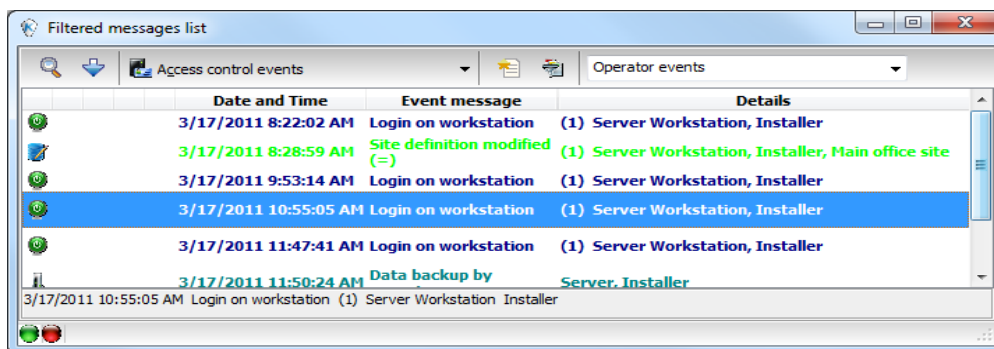 Filtered messages list
Access control events Operator events
Date and Time Event message Details
3/17/2011 8:22:02 AM Login on workstation (1) Server Workstation, Installer
3/17/2011 8:28:59 AM Site definition modified (1) Server Workstation, Installer, Main office site
(=)
3/17/2011 9:53:14 AM Login on workstation (1) Server Workstation, Installer
3/17/2011 10:55:05 AM Login on workstation (1) Server Workstation, Installer
3/17/2011 11:47:41 AM Login on workstation (1) Server Workstation, Installer
3/17/2011 11:50:24 AM Data backup by Server, Installer
3/17/2011 10:55:05 AM Login on workstation (1) Server Workstation Installer